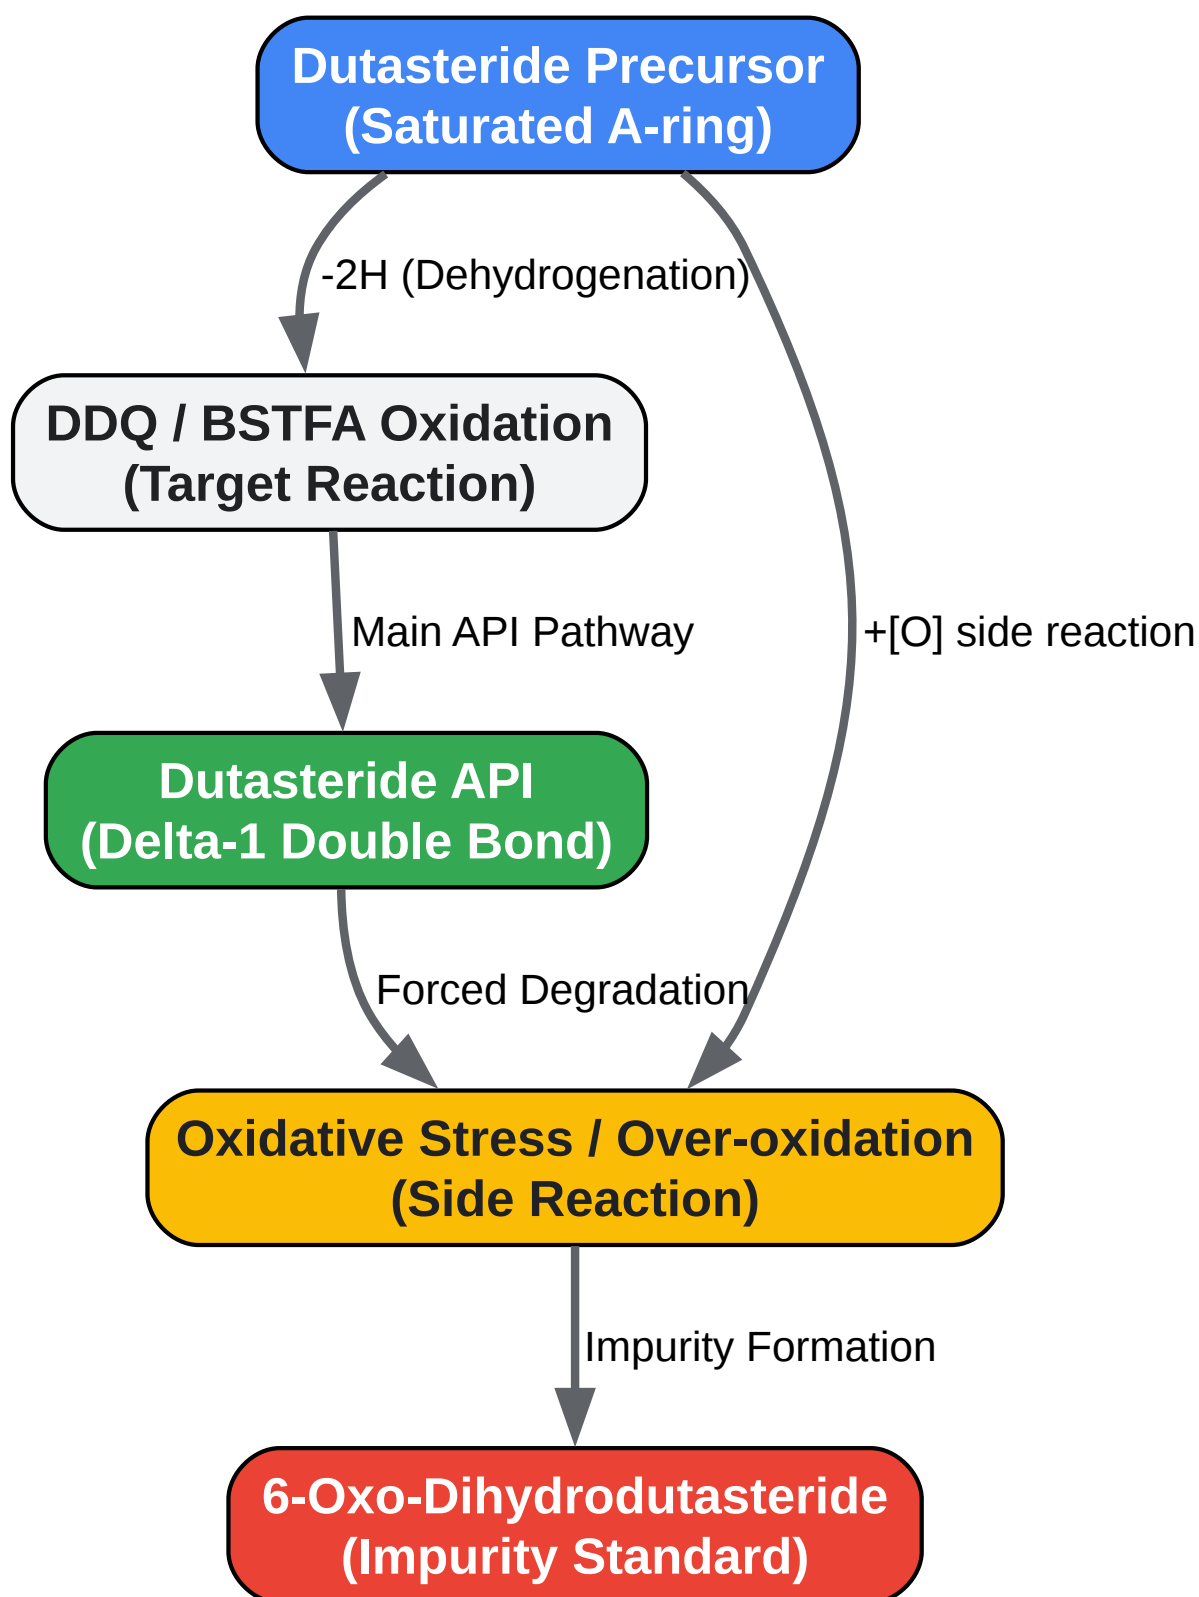 Dutasteride Precursor
(Saturated A-ring)
-2H (Dehydrogenation)
DDQ / BSTFA Oxidation
(Target Reaction)
Main API Pathway
+[O] side reaction
Dutasteride API
(Delta-1 Double Bond)
Forced Degradation
Oxidative Stress / Over-oxidation
(Side Reaction)
Impurity Formation
6-Oxo-Dihydrodutasteride
(Impurity Standard)